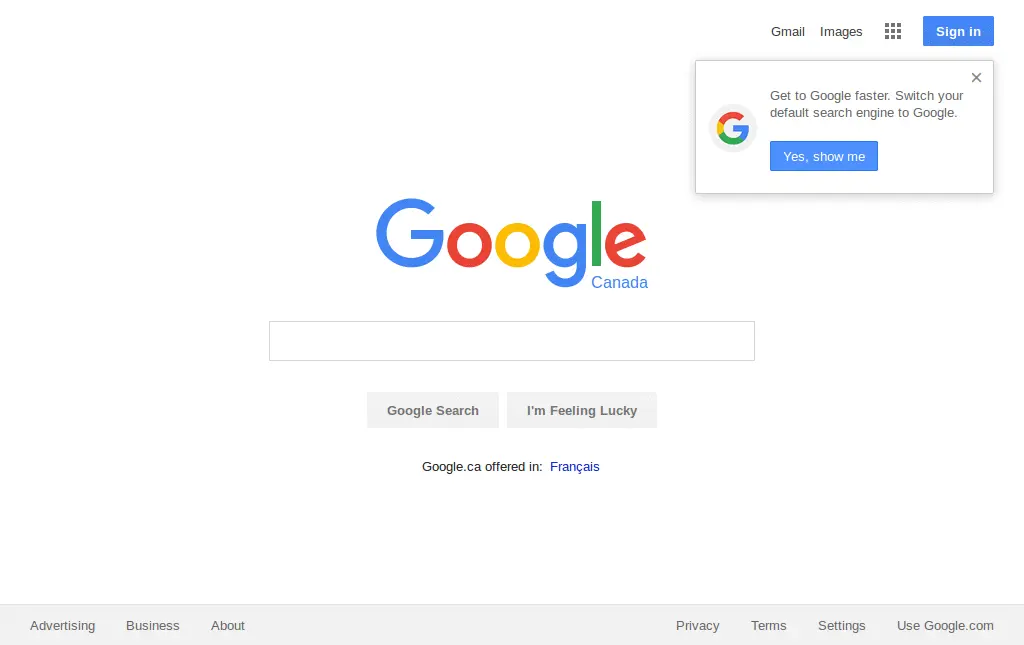 Gmail Images Sign in
Get to Google faster. Switch your
default search engine to Google.
Yes, show me
Google
Canada
Google Search I'm Feeling Lucky
Google.ca offered in: Français
Advertising Business About Privacy Terms Settings Use Google.com